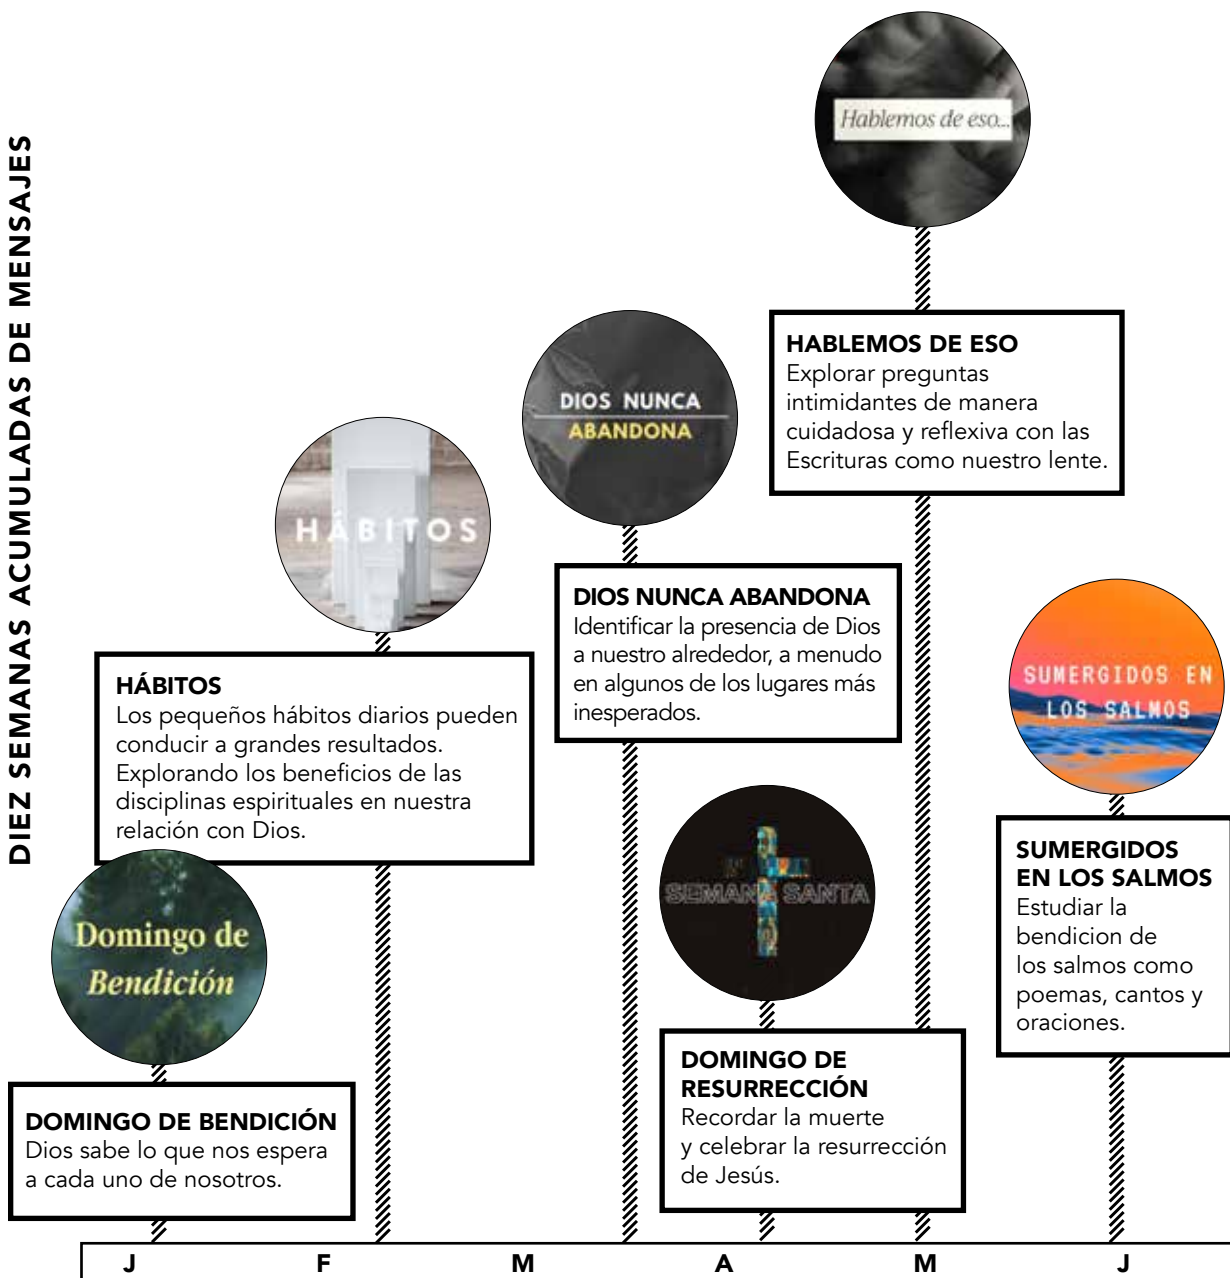 DIEZ SEMANAS ACUMULADAS DE MENSAJES
Hablemos de eso...
HABLEMOS DE ESO
Explorar preguntas
intimidantes de manera
cuidadosa y reflexiva con las
Escrituras como nuestro lente.
DIOS NUNCA
ABANDONA
DIOS NUNCA ABANDONA
Identificar la presencia de Dios
a nuestro alrededor, a menudo
en algunos de los lugares más
inesperados.
HÁBITOS
HÁBITOS
Los pequeños hábitos diarios pueden
conducir a grandes resultados.
Explorando los beneficios de las
disciplinas espirituales en nuestra
relación con Dios.
SUMERGIDOS EN
LOS SALMOS
SUMERGIDOS
EN LOS SALMOS
Estudiar la
bendicion de
los salmos como
poemas, cantos y
oraciones.
SEMANA SANTA
DOMINGO DE
RESURRECCIÓN
Recordar la muerte
y celebrar la resurrección
de Jesús.
Domingo de
Bendición
DOMINGO DE BENDICIÓN
Dios sabe lo que nos espera
a cada uno de nosotros.
J F M A M J